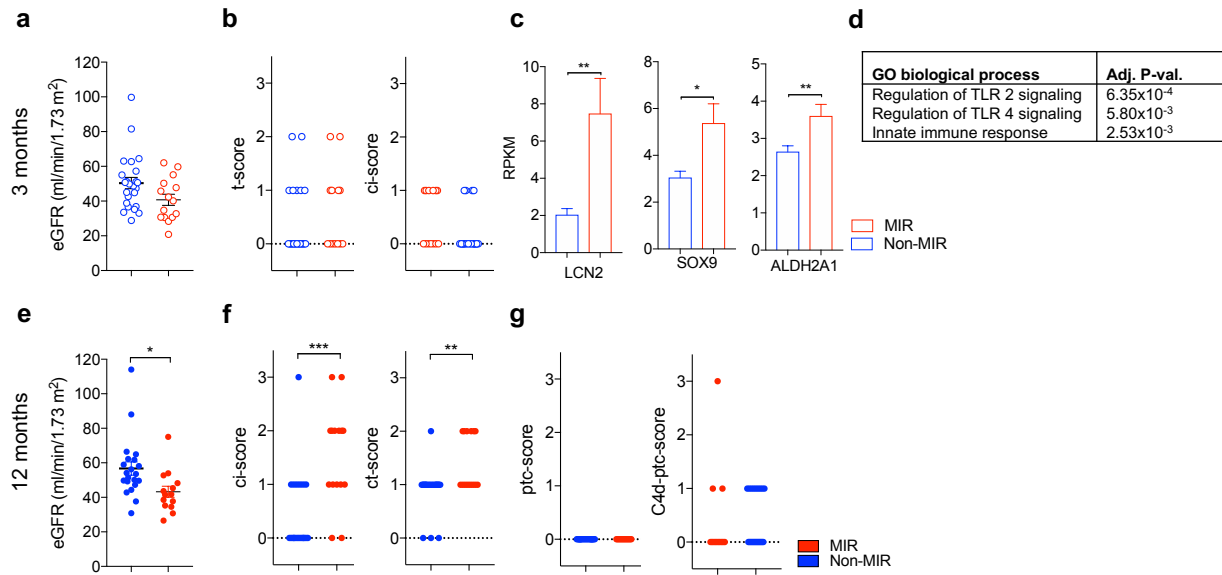 a
b
c
d
3 months
eGFR (ml/min/1.73 m²)
120
100
80
60
40
20
0
t-score
3
2
1
0
ci-score
3
2
1
0
RPKM
10
8
6
4
2
0
**
LCN2
8
6
4
2
0
*
SOX9
5
4
3
2
1
0
**
ALDH2A1
GO biological process Adj. P-val.
Regulation of TLR 2 signaling 6.35x10⁻⁴
Regulation of TLR 4 signaling 5.80x10⁻³
Innate immune response 2.53x10⁻³
MIR
Non-MIR
e
f
g
12 months
eGFR (ml/min/1.73 m²)
120
100
80
60
40
20
0
*
ci-score
3
2
1
0
***
ct-score
3
2
1
0
**
ptc-score
3
2
1
0
C4d-ptc-score
3
2
1
0
MIR
Non-MIR